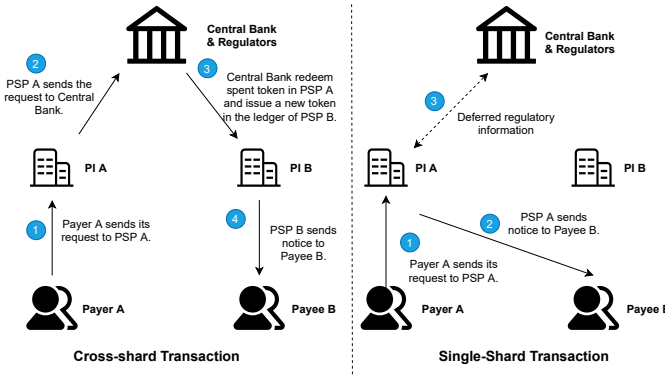 Central Bank
& Regulators
2
PSP A sends the
request to Central
Bank.
3
Central Bank redeem
spent token in PSP A
and issue a new token
in the ledger of PSP B.
PI A
PI B
1
Payer A sends its
request to PSP A.
4
PSP B sends
notice to
Payee B.
Payer A
Payee B
Cross-shard Transaction
Central Bank
& Regulators
3
Deferred regulatory
information
PI A
PI B
2
PSP A sends
notice to Payee B.
1
Payer A sends its
request to PSP A.
Payer A
Payee B
Single-Shard Transaction